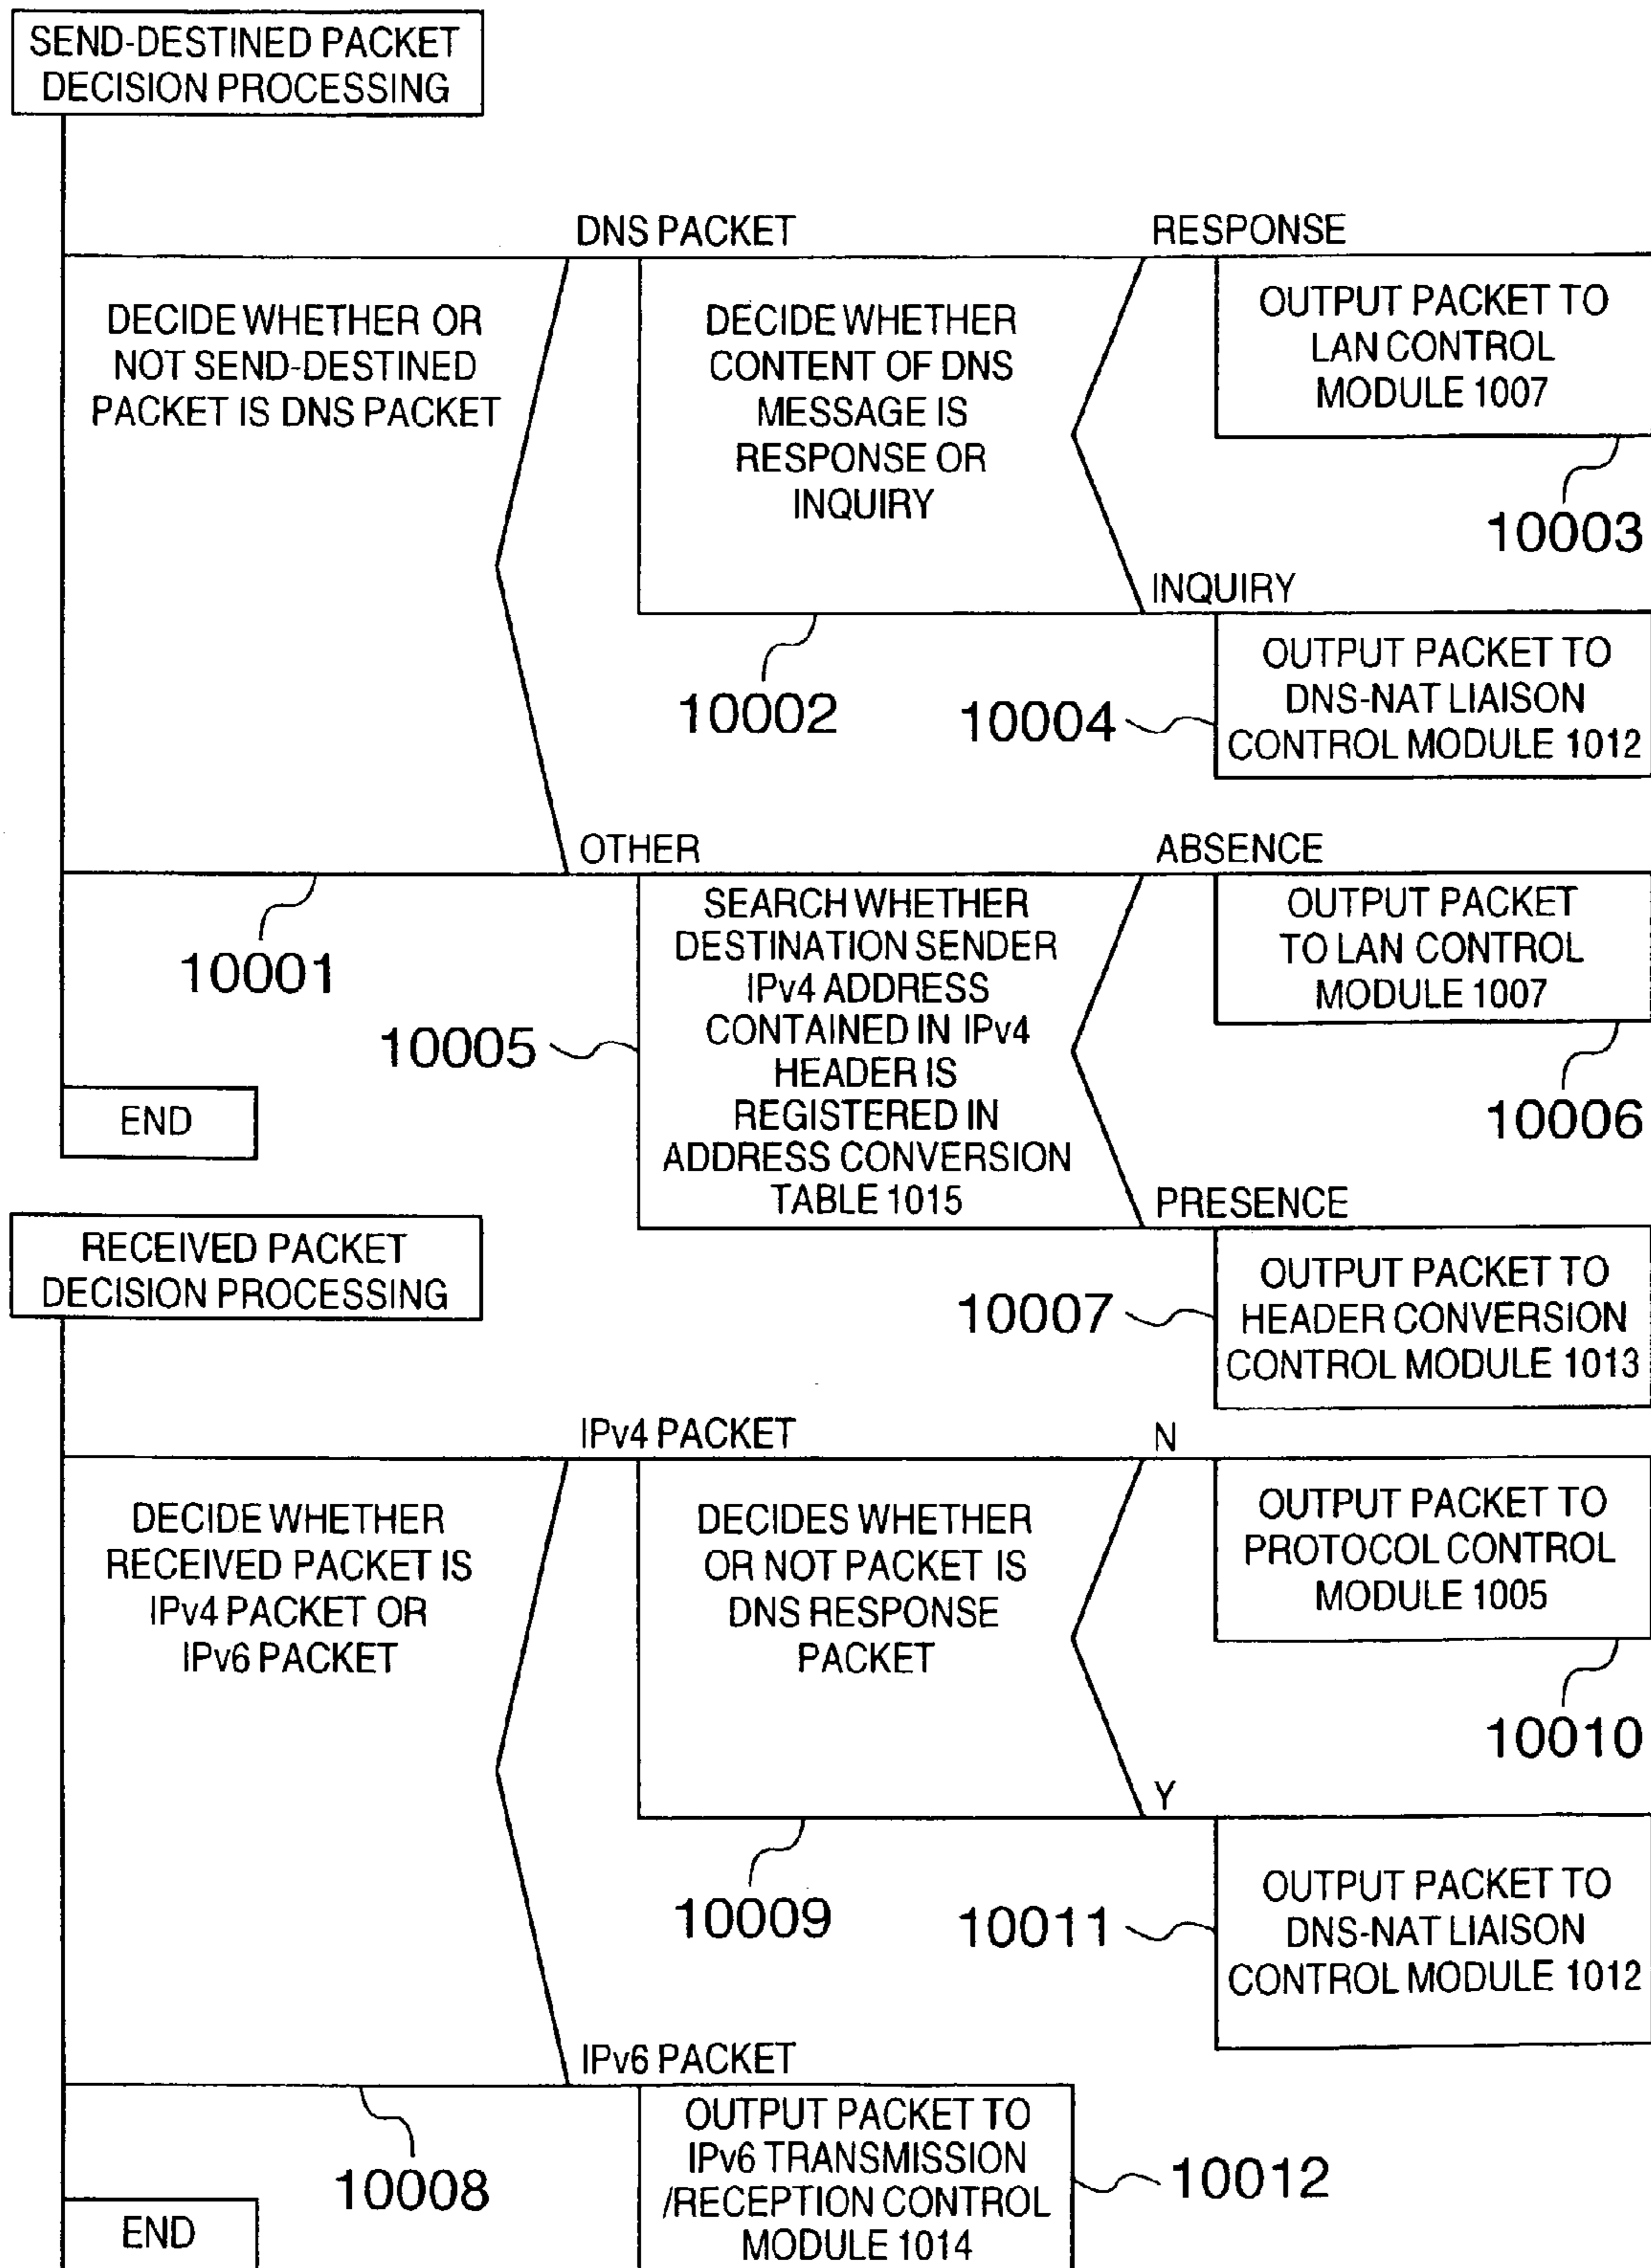 SEND-DESTINED PACKET
DECISION PROCESSING
DNS PACKET
RESPONSE
DECIDE WHETHER OR
NOT SEND-DESTINED
PACKET IS DNS PACKET
DECIDE WHETHER
CONTENT OF DNS
MESSAGE IS
RESPONSE OR
INQUIRY
OUTPUT PACKET TO
LAN CONTROL
MODULE 1007
10003
INQUIRY
10002
10004
OUTPUT PACKET TO
DNS-NAT LIAISON
CONTROL MODULE 1012
OTHER
ABSENCE
10001
10005
SEARCH WHETHER
DESTINATION SENDER
IPv4 ADDRESS
CONTAINED IN IPv4
HEADER IS
REGISTERED IN
ADDRESS CONVERSION
TABLE 1015
OUTPUT PACKET
TO LAN CONTROL
MODULE 1007
10006
END
PRESENCE
10007
OUTPUT PACKET TO
HEADER CONVERSION
CONTROL MODULE 1013
RECEIVED PACKET
DECISION PROCESSING
IPv4 PACKET
N
DECIDE WHETHER
RECEIVED PACKET IS
IPv4 PACKET OR
IPv6 PACKET
DECIDES WHETHER
OR NOT PACKET IS
DNS RESPONSE
PACKET
OUTPUT PACKET TO
PROTOCOL CONTROL
MODULE 1005
10010
Y
10009
10011
OUTPUT PACKET TO
DNS-NAT LIAISON
CONTROL MODULE 1012
IPv6 PACKET
10008
OUTPUT PACKET TO
IPv6 TRANSMISSION
/RECEPTION CONTROL
MODULE 1014
10012
END